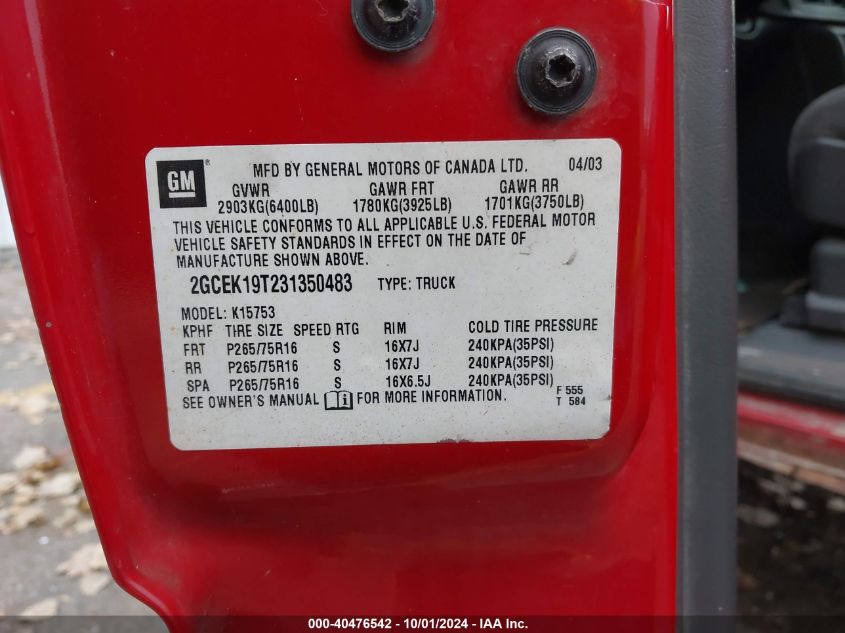 GM ® MFD BY GENERAL MOTORS OF CANADA LTD. 04/03
GVWR GAWR FRT GAWR RR
2903KG(6400LB) 1780KG(3925LB) 1701KG(3750LB)
THIS VEHICLE CONFORMS TO ALL APPLICABLE U.S. FEDERAL MOTOR
VEHICLE SAFETY STANDARDS IN EFFECT ON THE DATE OF
MANUFACTURE SHOWN ABOVE.
2GCEK19T231350483 TYPE: TRUCK
MODEL: K15753
KPHF TIRE SIZE SPEED RTG RIM COLD TIRE PRESSURE
FRT P265/75R16 S 16X7J 240KPA(35PSI)
RR P265/75R16 S 16X7J 240KPA(35PSI)
SPA P265/75R16 S 16X6.5J 240KPA(35PSI)
SEE OWNER'S MANUAL i FOR MORE INFORMATION. F 555
T 584
000-40476542 - 10/01/2024 - IAA Inc.